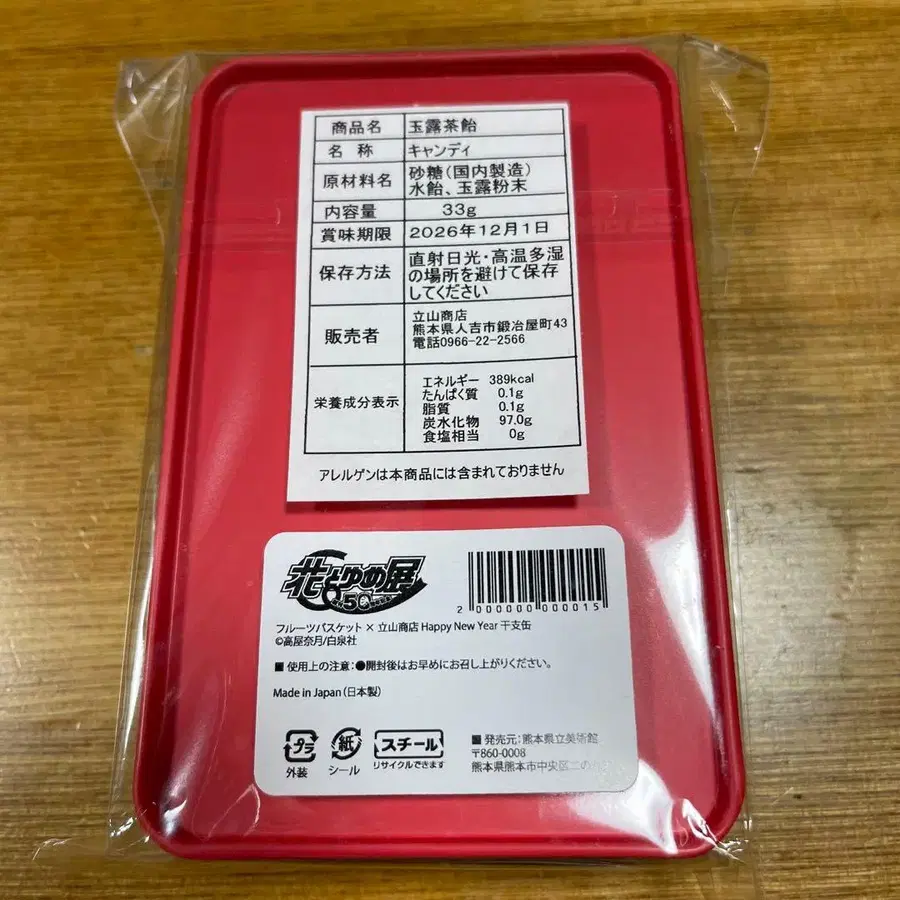 商品名 玉露茶飴
名 称 キャンディ
原材料名 砂糖(国内製造)
水飴、玉露粉末
内容量 33g
賞味期限 2026年12月1日
保存方法 直射日光・高温多湿
の場所を避けて保存
してください
販売者 立山商店
熊本県人吉市鍛冶屋町43
電話0966-22-2566
栄養成分表示 エネルギー 389kcal
たんぱく質 0.1g
脂質 0.1g
炭水化物 97.0g
食塩相当 0g
アレルゲンは本商品には含まれておりません
花とゆめ展
50
2 000000 000015
フルーツバスケット × 立山商店 Happy New Year 干支缶
©高屋奈月/白泉社
■ 使用上の注意:●開封後はお早めにお召し上がりください。
Made in Japan (日本製)
プラ 外装
紙 シール
スチール
リサイクルできます
■ 発売元:熊本県立美術館
〒860-0008
熊本県熊本市中央区二の